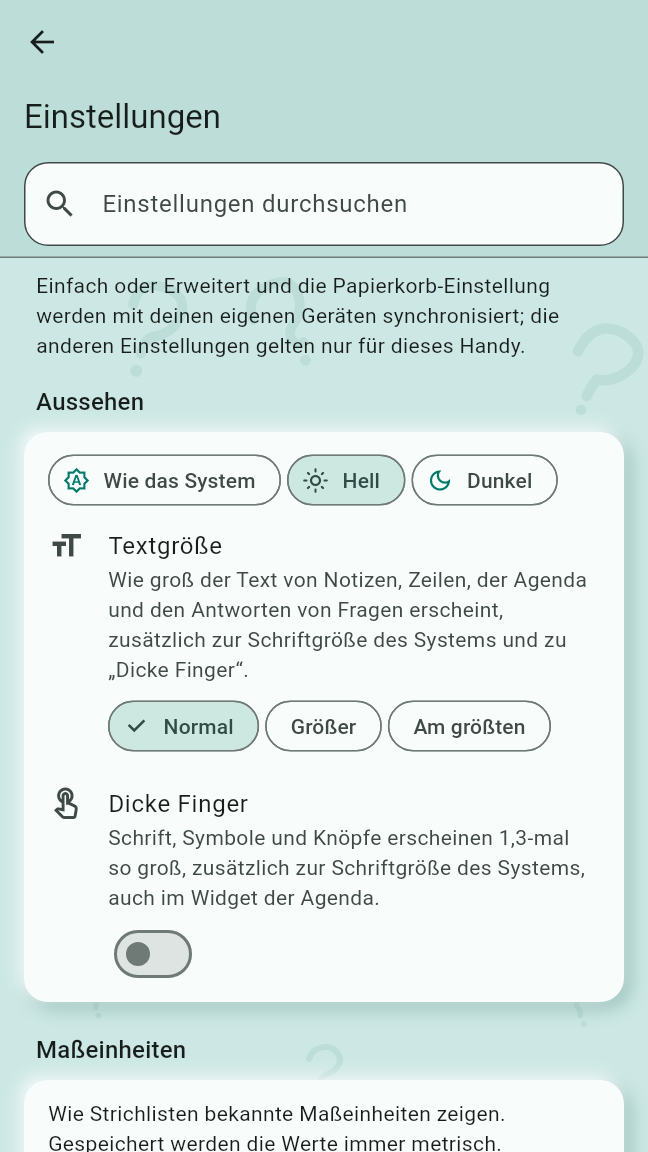 Einstellungen
Einstellungen durchsuchen
Einfach oder Erweitert und die Papierkorb-Einstellung
werden mit deinen eigenen Geräten synchronisiert; die
anderen Einstellungen gelten nur für dieses Handy.
Aussehen
Wie das System
Hell
Dunkel
Textgröße
Wie groß der Text von Notizen, Zeilen, der Agenda
und den Antworten von Fragen erscheint,
zusätzlich zur Schriftgröße des Systems und zu
„Dicke Finger“.
Normal
Größer
Am größten
Dicke Finger
Schrift, Symbole und Knöpfe erscheinen 1,3-mal
so groß, zusätzlich zur Schriftgröße des Systems,
auch im Widget der Agenda.
Maßeinheiten
Wie Strichlisten bekannte Maßeinheiten zeigen.
Gespeichert werden die Werte immer metrisch.